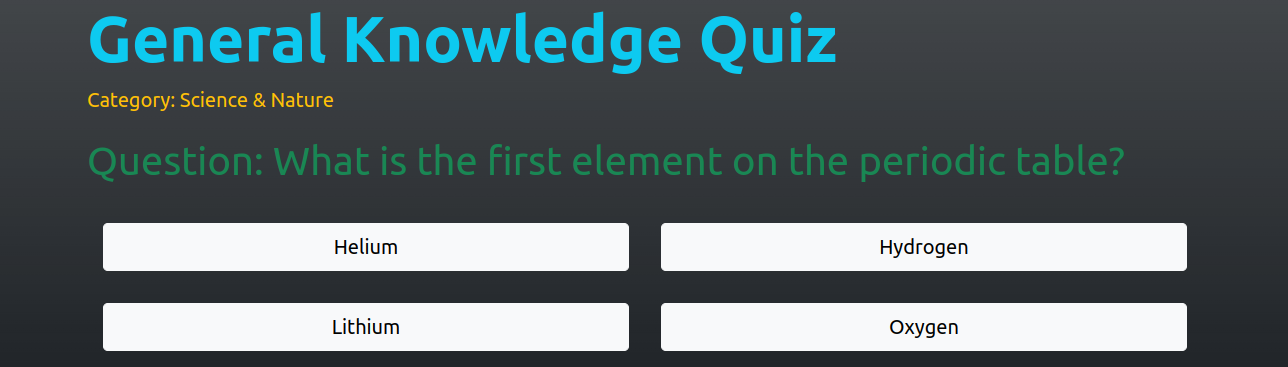 General Knowledge Quiz
Category: Science & Nature
Question: What is the first element on the periodic table?
Helium
Hydrogen
Lithium
Oxygen